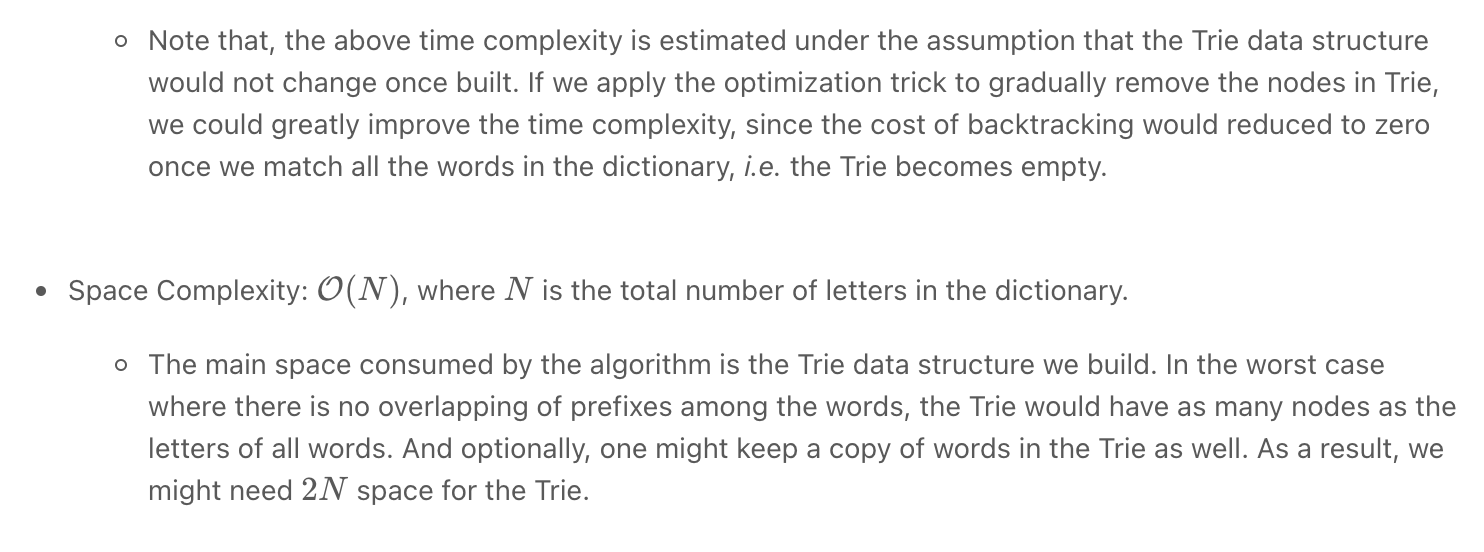 Note that, the above time complexity is estimated under the assumption that the Trie data structure
would not change once built. If we apply the optimization trick to gradually remove the nodes in Trie,
we could greatly improve the time complexity, since the cost of backtracking would reduced to zero
once we match all the words in the dictionary, i.e. the Trie becomes empty.
Space Complexity: O(N), where N is the total number of letters in the dictionary.
The main space consumed by the algorithm is the Trie data structure we build. In the worst case
where there is no overlapping of prefixes among the words, the Trie would have as many nodes as the
letters of all words. And optionally, one might keep a copy of words in the Trie as well. As a result, we
might need 2N space for the Trie.